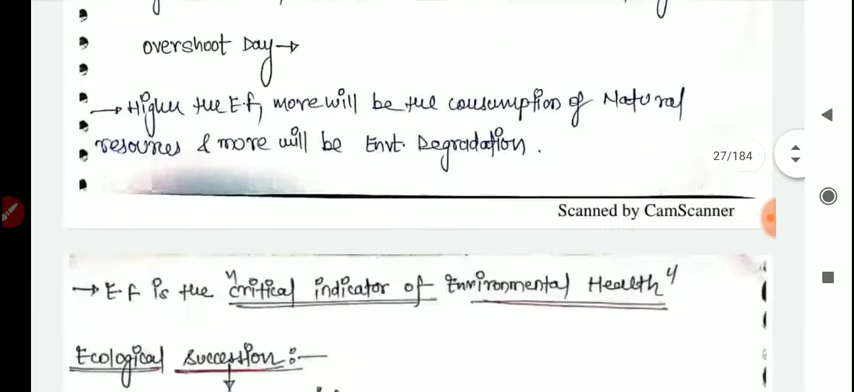 overshoot Day→
→Higher the E.f, more will be the consumption of Natural
resources & more will be Envt. Degradation.
27/184
Scanned by CamScanner
→ E.f is the "critical indicator of Environmental Health"
Ecological succession:—